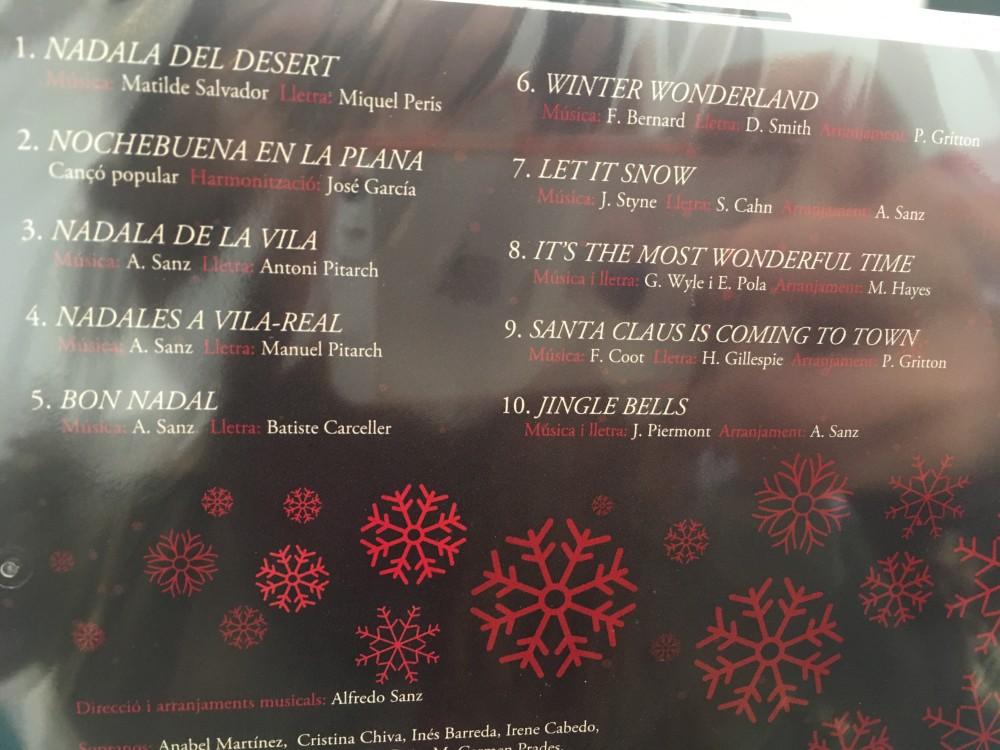 1. NADALA DEL DESERT
Música: Matilde Salvador Lletra: Miquel Peris
2. NOCHEBUENA EN LA PLANA
Cançó popular Harmonització: José García
3. NADALA DE LA VILA
Música: A. Sanz Lletra: Antoni Pitarch
4. NADALES A VILA-REAL
Música: A. Sanz Lletra: Manuel Pitarch
5. BON NADAL
Música: A. Sanz Lletra: Batiste Carceller
6. WINTER WONDERLAND
Música: F. Bernard Lletra: D. Smith Arranjament: P. Gritton
7. LET IT SNOW
Música: J. Styne Lletra: S. Cahn Arranjament: A. Sanz
8. IT'S THE MOST WONDERFUL TIME
Música i lletra: G. Wyle i E. Pola Arranjament: M. Hayes
9. SANTA CLAUS IS COMING TO TOWN
Música: F. Coot Lletra: H. Gillespie Arranjament: P. Gritton
10. JINGLE BELLS
Música i lletra: J. Piermont Arranjament: A. Sanz
Direcció i arranjaments musicals: Alfredo Sanz
Sopranos: Anabel Martínez, Cristina Chiva, Inés Barreda, Irene Cabedo,
M. Carmen Prades,